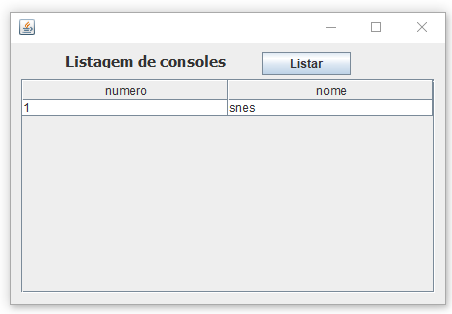 Listagem de consoles Listar
numero nome
1 snes